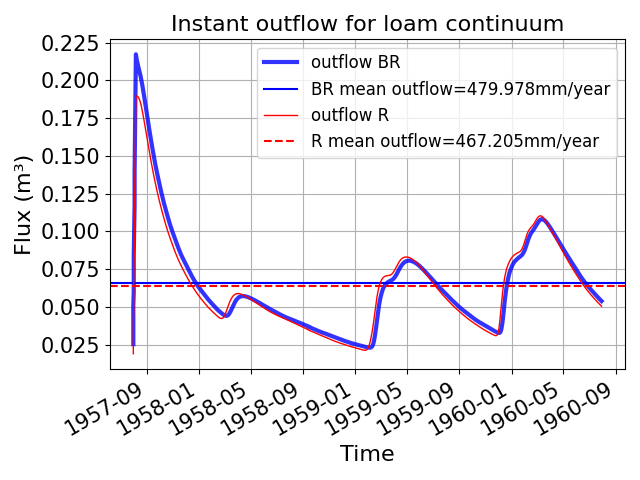 Instant outflow for loam continuum
outflow BR
BR mean outflow=479.978mm/year
outflow R
R mean outflow=467.205mm/year
Flux (m³)
0.225
0.200
0.175
0.150
0.125
0.100
0.075
0.050
0.025
1957-09
1958-01
1958-05
1958-09
1959-01
1959-05
1959-09
1960-01
1960-05
1960-09
Time